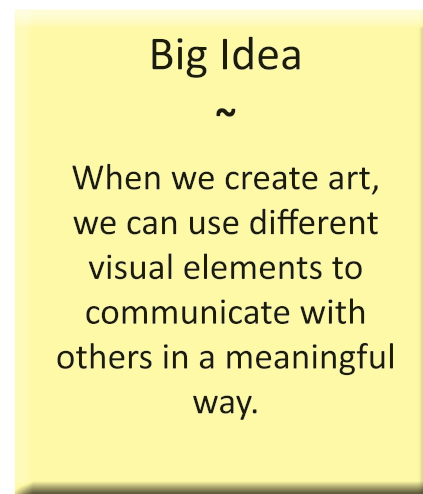 Big Idea
~
When we create art,
we can use different
visual elements to
communicate with
others in a meaningful
way.